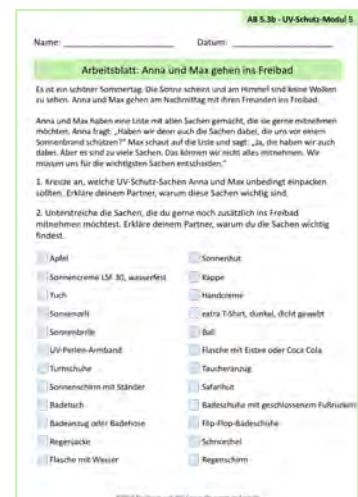 AB 5.3b - UV-Schutz-Modul 5
Name: Datum:
Arbeitsblatt: Anna und Max gehen ins Freibad
Es ist ein schöner Sommertag. Die Sonne scheint und am Himmel sind keine Wolken
zu sehen. Anna und Max gehen am Nachmittag mit ihren Freunden ins Freibad.
Anna und Max haben eine Liste mit allen Sachen gemacht, die sie gerne mitnehmen
möchten. Anna fragt: „Haben wir denn auch die Sachen dabei, die uns vor einem
Sonnenbrand schützen?" Max schaut auf die Liste und sagt: „Ja, die haben wir auch
dabei. Aber es sind zu viele Sachen. Das können wir nicht alles mitnehmen. Wir
müssen uns für die wichtigsten Sachen entscheiden."
1. Kreuze an, welche UV-Schutz-Sachen Anna und Max unbedingt einpacken
sollten. Erkläre deinem Partner, warum diese Sachen wichtig sind.
2. Unterstreiche die Sachen, die du gerne noch zusätzlich ins Freibad
mitnehmen möchtest. Erkläre deinem Partner, warum du die Sachen wichtig
findest.
Apfel
Sonnencreme LSF 30, wasserfest
Tuch
Sonnenbrille
UV-Perlen-Armband
Turnschuhe
Sonnenschirm mit Ständer
Badetuch
Badeanzug oder Badehose
Regenjacke
Flasche mit Wasser
Sonnenhut
Kappe
Handcreme
extra T-Shirt, dunkel, dicht gewebt
Ball
Flasche mit Eistee oder Coca Cola
Taucheranzug
Safarihut
Badeschuhe mit geschlossenem Fußrücken
Flip-Flop-Badeschuhe
Schnorchel
Regenschirm